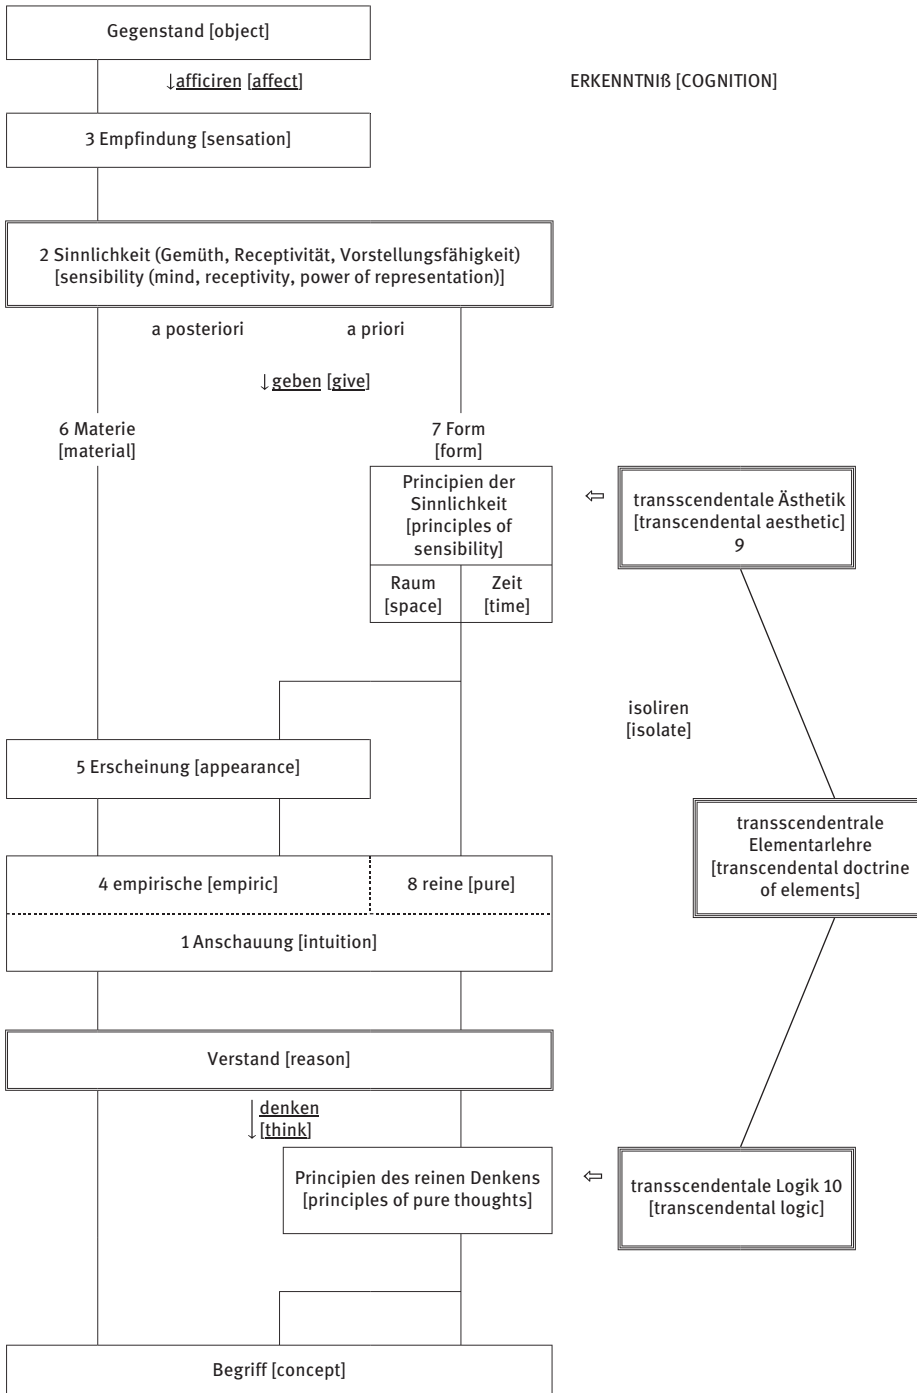 Gegenstand [object]
↓afficiren [affect]
ERKENNTNIß [COGNITION]
3 Empfindung [sensation]
2 Sinnlichkeit (Gemüth, Receptivität, Vorstellungsfähigkeit)
[sensibility (mind, receptivity, power of representation)]
a posteriori
a priori
↓geben [give]
6 Materie
[material]
7 Form
[form]
Principien der
Sinnlichkeit
[principles of
sensibility]
⇦
transscendentale Ästhetik
[transcendental aesthetic]
9
Raum
[space]
Zeit
[time]
isoliren
[isolate]
5 Erscheinung [appearance]
transscendentrale
Elementarlehre
[transcendental doctrine
of elements]
4 empirische [empiric]
8 reine [pure]
1 Anschauung [intuition]
Verstand [reason]
↓denken
[think]
Principien des reinen Denkens
[principles of pure thoughts]
⇦
transscendentale Logik 10
[transcendental logic]
Begriff [concept]